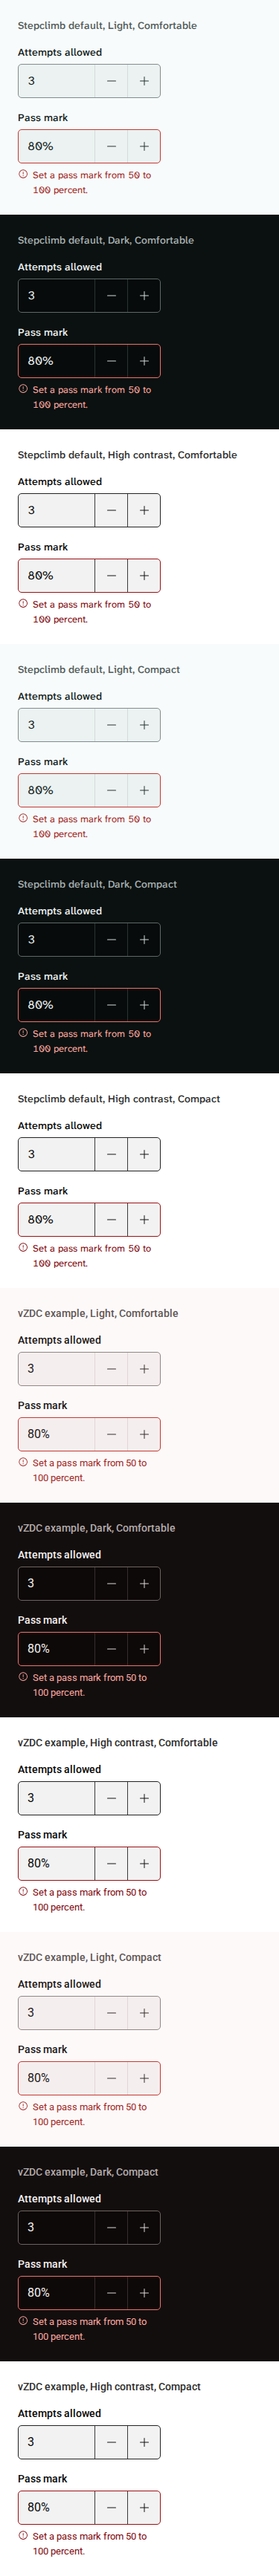 Stepclimb default, Light, Comfortable
Attempts allowed
3 − +
Pass mark
80% − +
Set a pass mark from 50 to
100 percent.
Stepclimb default, Dark, Comfortable
Attempts allowed
3 − +
Pass mark
80% − +
Set a pass mark from 50 to
100 percent.
Stepclimb default, High contrast, Comfortable
Attempts allowed
3 − +
Pass mark
80% − +
Set a pass mark from 50 to
100 percent.
Stepclimb default, Light, Compact
Attempts allowed
3 − +
Pass mark
80% − +
Set a pass mark from 50 to
100 percent.
Stepclimb default, Dark, Compact
Attempts allowed
3 − +
Pass mark
80% − +
Set a pass mark from 50 to
100 percent.
Stepclimb default, High contrast, Compact
Attempts allowed
3 − +
Pass mark
80% − +
Set a pass mark from 50 to
100 percent.
vZDC example, Light, Comfortable
Attempts allowed
3 − +
Pass mark
80% − +
Set a pass mark from 50 to
100 percent.
vZDC example, Dark, Comfortable
Attempts allowed
3 − +
Pass mark
80% − +
Set a pass mark from 50 to
100 percent.
vZDC example, High contrast, Comfortable
Attempts allowed
3 − +
Pass mark
80% − +
Set a pass mark from 50 to
100 percent.
vZDC example, Light, Compact
Attempts allowed
3 − +
Pass mark
80% − +
Set a pass mark from 50 to
100 percent.
vZDC example, Dark, Compact
Attempts allowed
3 − +
Pass mark
80% − +
Set a pass mark from 50 to
100 percent.
vZDC example, High contrast, Compact
Attempts allowed
3 − +
Pass mark
80% − +
Set a pass mark from 50 to
100 percent.